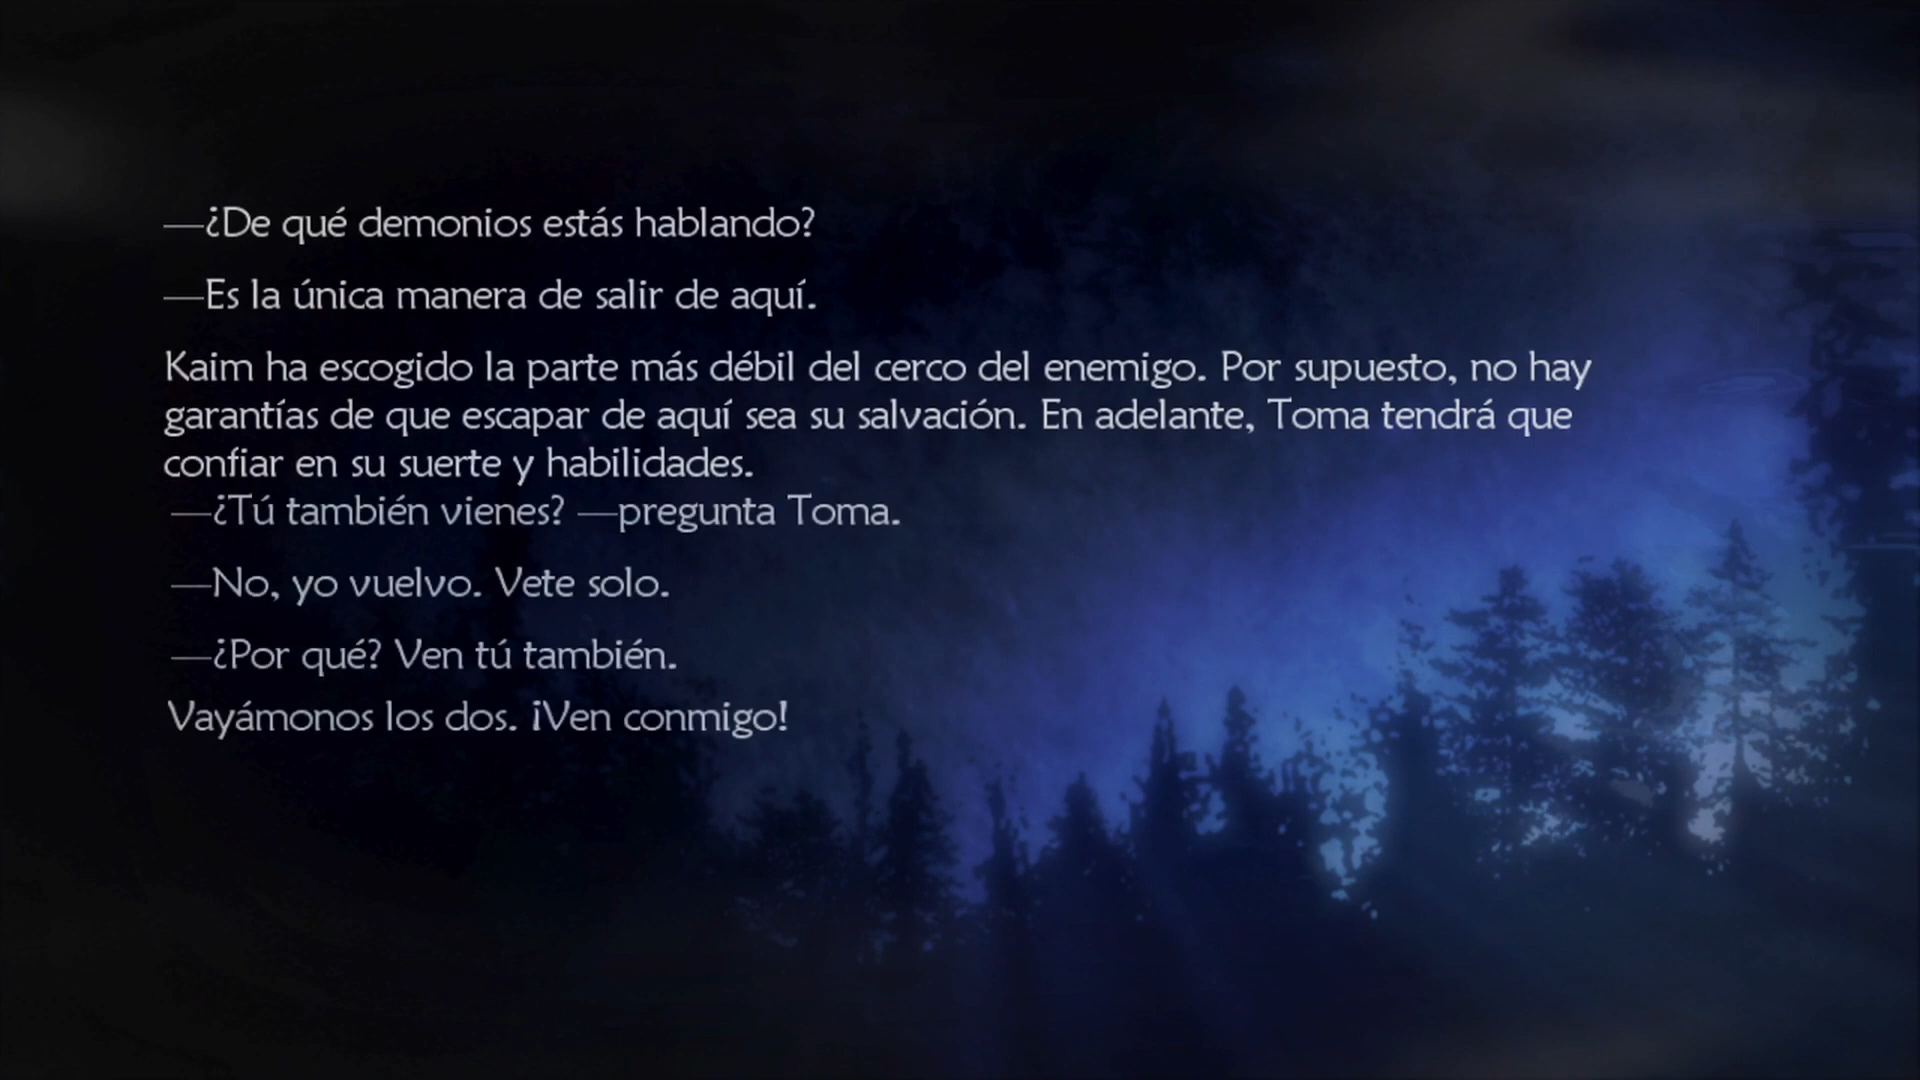 —¿De qué demonios estás hablando?
—Es la única manera de salir de aquí.
Kaim ha escogido la parte más débil del cerco del enemigo. Por supuesto, no hay
garantías de que escapar de aquí sea su salvación. En adelante, Toma tendrá que
confiar en su suerte y habilidades.
—¿Tú también vienes? —pregunta Toma.
—No, yo vuelvo. Vete solo.
—¿Por qué? Ven tú también.
Vayámonos los dos. ¡Ven conmigo!